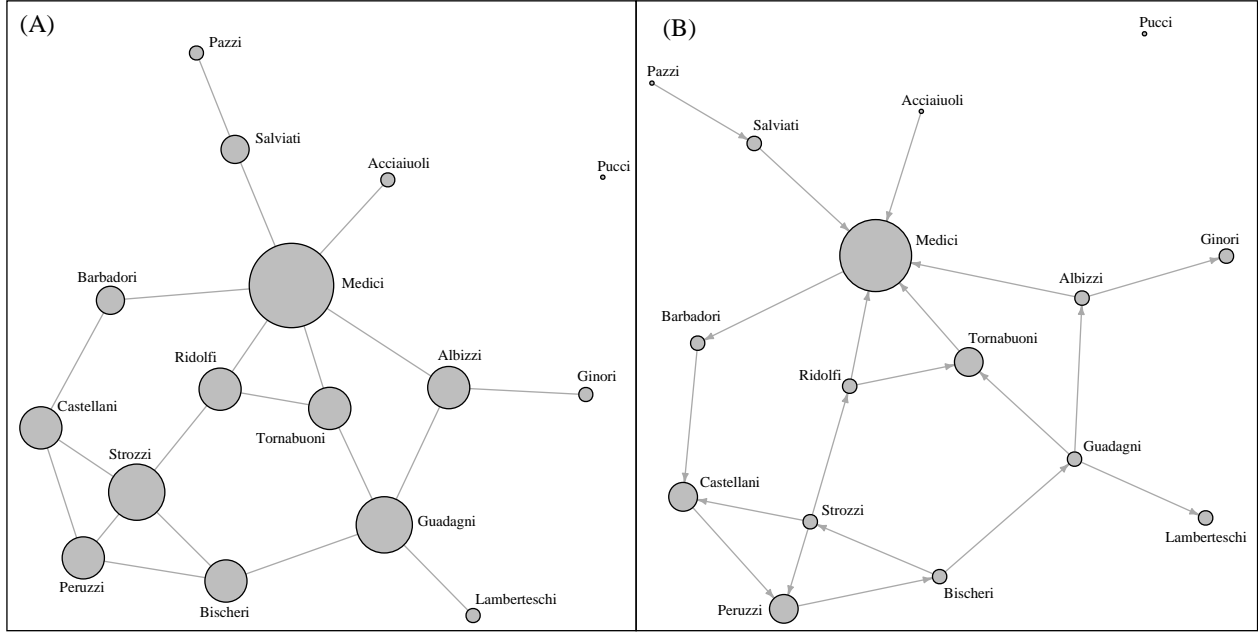 (A)
Pazzi
Salviati
Acciaiuoli
Pucci
Barbadori
Medici
Ridolfi
Albizzi
Ginori
Castellani
Tornabuoni
Strozzi
Guadagni
Peruzzi
Bischeri
Lamberteschi
(B)
Pucci
Pazzi
Acciaiuoli
Salviati
Medici
Ginori
Albizzi
Barbadori
Tornabuoni
Ridolfi
Guadagni
Castellani
Strozzi
Lamberteschi
Bischeri
Peruzzi